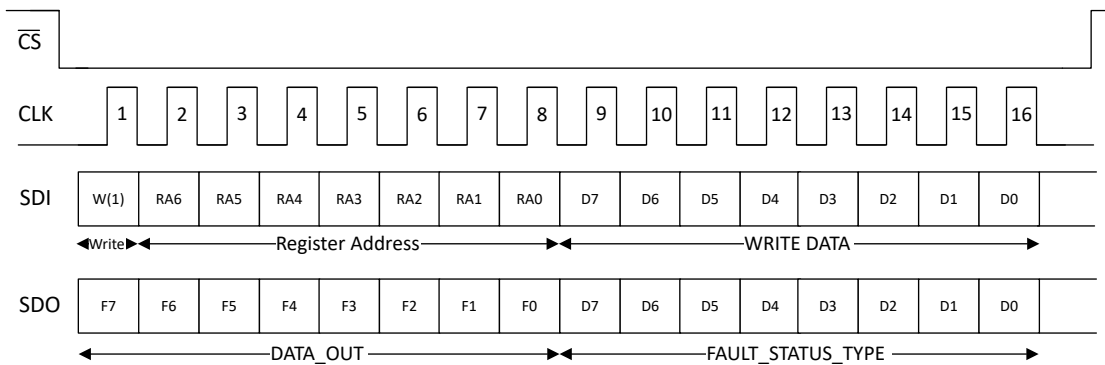 CS
CLK 1 2 3 4 5 6 7 8 9 10 11 12 13 14 15 16
SDI W(1) RA6 RA5 RA4 RA3 RA2 RA1 RA0 D7 D6 D5 D4 D3 D2 D1 D0
Write Register Address WRITE DATA
SDO F7 F6 F5 F4 F3 F2 F1 F0 D7 D6 D5 D4 D3 D2 D1 D0
DATA_OUT FAULT_STATUS_TYPE